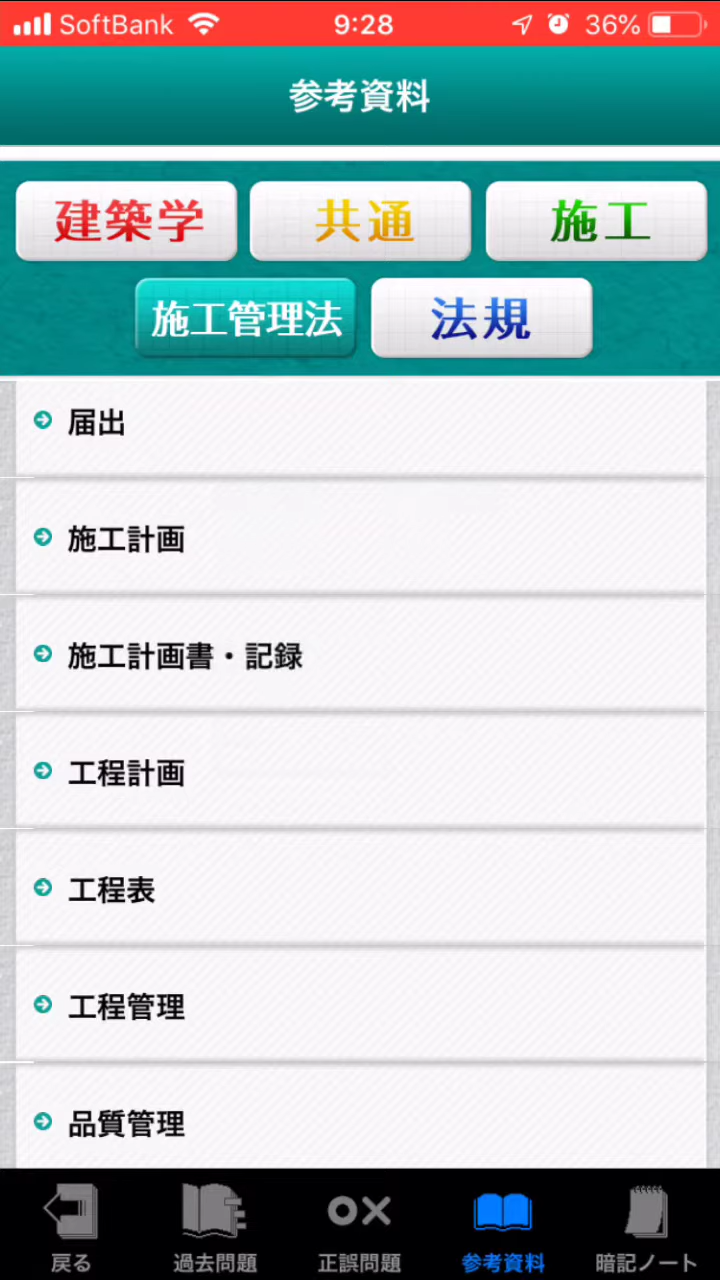 SoftBank 9:28 36%
参考資料
建築学 共通 施工
施工管理法 法規
届出
施工計画
施工計画書・記録
工程計画
工程表
工程管理
品質管理
戻る 過去問題 正誤問題 参考資料 暗記ノート